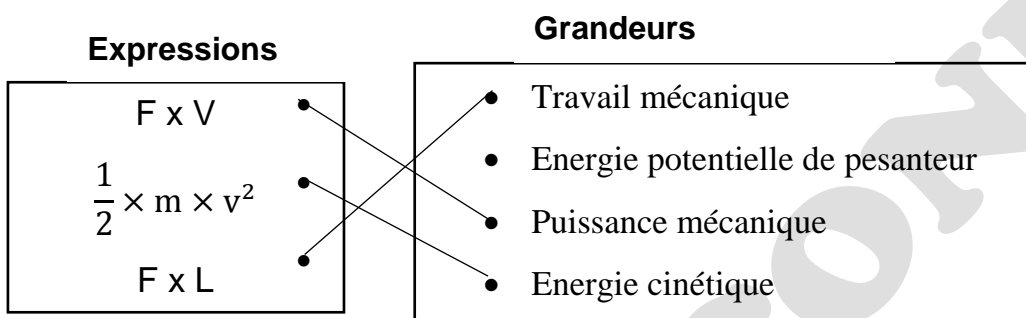 Expressions
F x V
1/2 × m × v²
F x L
Grandeurs
• Travail mécanique
• Energie potentielle de pesanteur
• Puissance mécanique
• Energie cinétique